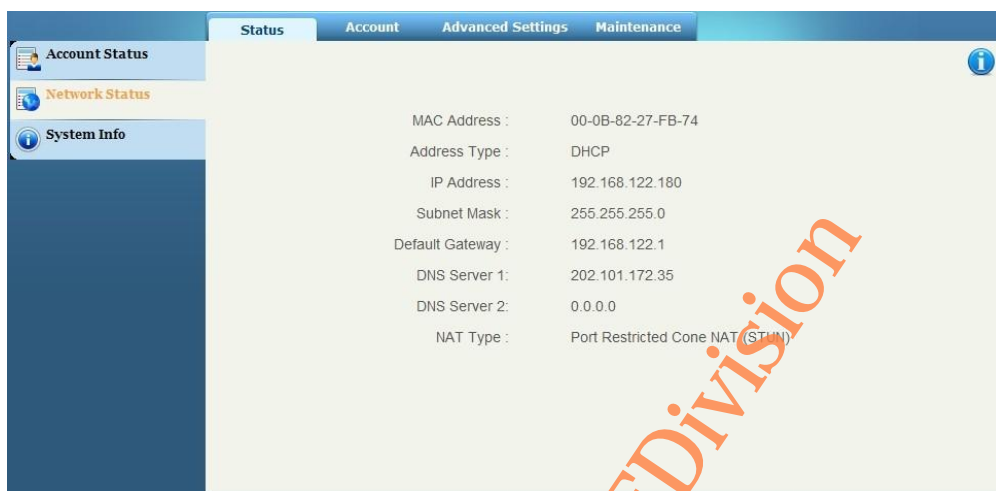 Status Account Advanced Settings Maintenance
Account Status
Network Status
System Info
MAC Address : 00-0B-82-27-FB-74
Address Type : DHCP
IP Address : 192.168.122.180
Subnet Mask : 255.255.255.0
Default Gateway : 192.168.122.1
DNS Server 1: 202.101.172.35
DNS Server 2: 0.0.0.0
NAT Type : Port Restricted Cone NAT (STUN)